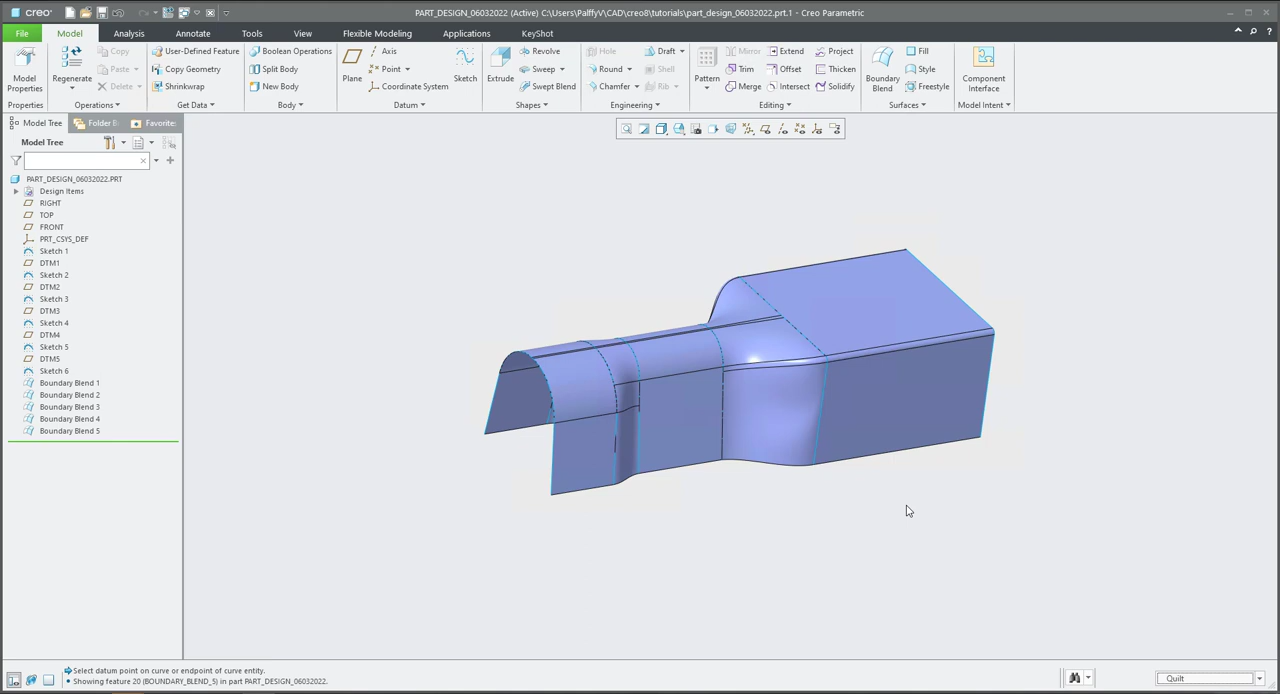 creo
PART_DESIGN_06032022 (Active) C:\Users\PalffyV\CAD\creo8\tutorials\part_design_06032022.prt.1 - Creo Parametric
File Model Analysis Annotate Tools View Flexible Modeling Applications KeyShot
Model Properties
Regenerate
Copy
Paste
Delete
User-Defined Feature
Copy Geometry
Shrinkwrap
Boolean Operations
Split Body
New Body
Plane
Axis
Point
Coordinate System
Sketch
Extrude
Revolve
Sweep
Swept Blend
Hole
Round
Chamfer
Draft
Shell
Rib
Pattern
Mirror
Trim
Merge
Extend
Offset
Intersect
Project
Thicken
Solidify
Boundary Blend
Fill
Style
Freestyle
Component Interface
Properties Operations Get Data Body Datum Shapes Engineering Editing Surfaces Model Intent
Model Tree Folder B Favorite
Model Tree
PART_DESIGN_06032022.PRT
Design Items
RIGHT
TOP
FRONT
PRT_CSYS_DEF
Sketch 1
DTM1
Sketch 2
DTM2
Sketch 3
DTM3
Sketch 4
DTM4
Sketch 5
DTM5
Sketch 6
Boundary Blend 1
Boundary Blend 2
Boundary Blend 3
Boundary Blend 4
Boundary Blend 5
Select datum point on curve or endpoint of curve entity.
• Showing feature 20 (BOUNDARY_BLEND_5) in part PART_DESIGN_06032022.
Quilt